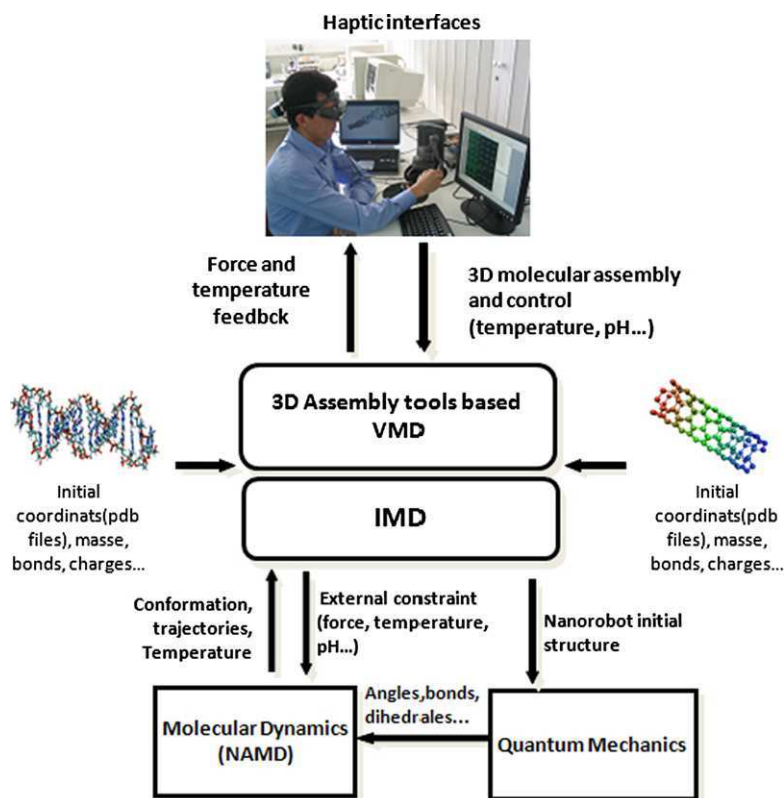 Haptic interfaces
Force and
temperature
feedbck
3D molecular assembly
and control
(temperature, pH...)
3D Assembly tools based
VMD
Initial
coordinats(pdb
files), masse,
bonds, charges...
IMD
Initial
coordinats(pdb
files), masse,
bonds, charges...
Conformation,
trajectories,
Temperature
External constraint
(force, temperature,
pH...)
Nanorobot initial
structure
Angles,bonds,
dihedrales...
Molecular Dynamics
(NAMD)
Quantum Mechanics